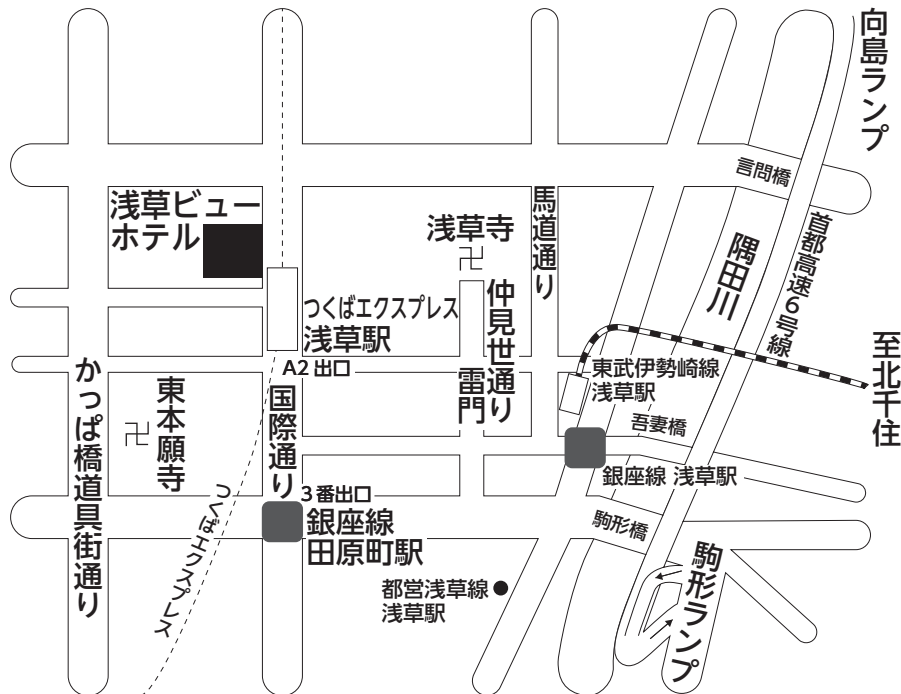 向島ランプ
言問橋
浅草ビュー
ホテル
浅草寺
馬道通り
隅田川
首都高速6号線
つくばエクスプレス
浅草駅
仲見世通り
雷門
A2 出口
東武伊勢崎線
浅草駅
至北千住
かっぱ橋道具街通り
東本願寺
国際通り
吾妻橋
銀座線 浅草駅
3番出口
銀座線
田原町駅
つくばエクスプレス
駒形橋
都営浅草線
浅草駅
駒形ランプ